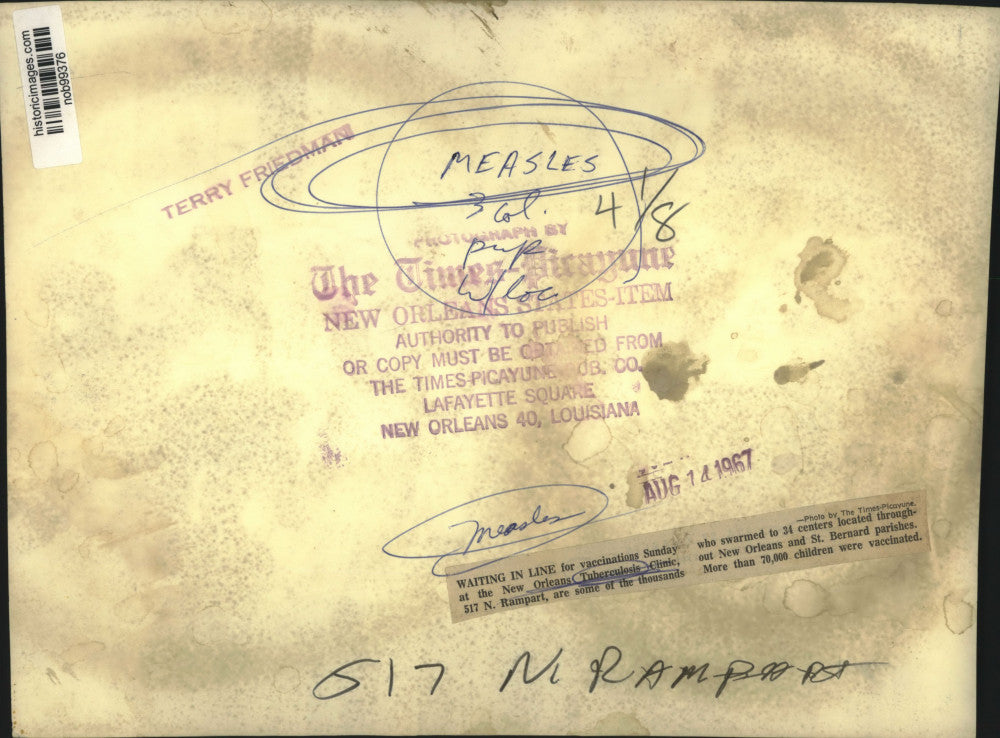 historicimages.com
nob99376
TERRY FRIEDMAN
MEASLES
3 col. 4/8
PHOTOGRAPH BY
pup
The Times-Picayune
h/loc
NEW ORLEANS STATES-ITEM
AUTHORITY TO PUBLISH
OR COPY MUST BE OBTAINED FROM
THE TIMES-PICAYUNE PUB. CO.
LAFAYETTE SQUARE
NEW ORLEANS 40, LOUISIANA
AUG 14 1967
measles
WAITING IN LINE for vaccinations Sunday
at the New Orleans Tuberculosis Clinic,
517 N. Rampart, are some of the thousands
—Photo by The Times-Picayune.
who swarmed to 34 centers located through-
out New Orleans and St. Bernard parishes.
More than 70,000 children were vaccinated.
517 N RAMPART